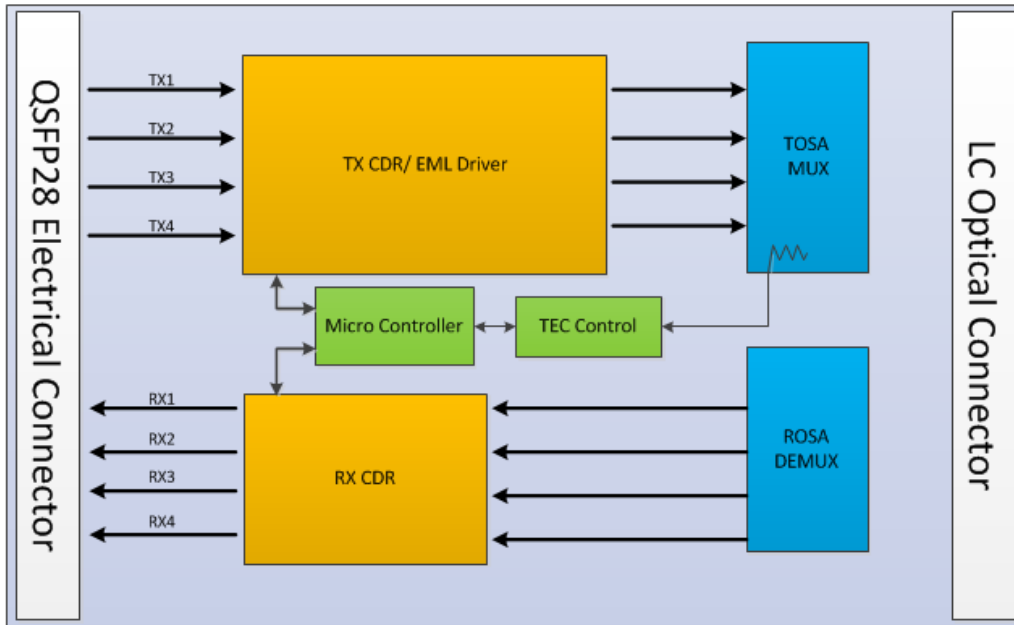 QSFP28 Electrical Connector
TX1
TX2
TX3
TX4
TX CDR/ EML Driver
TOSA
MUX
LC Optical Connector
Micro Controller
TEC Control
RX1
RX2
RX3
RX4
RX CDR
ROSA
DEMUX